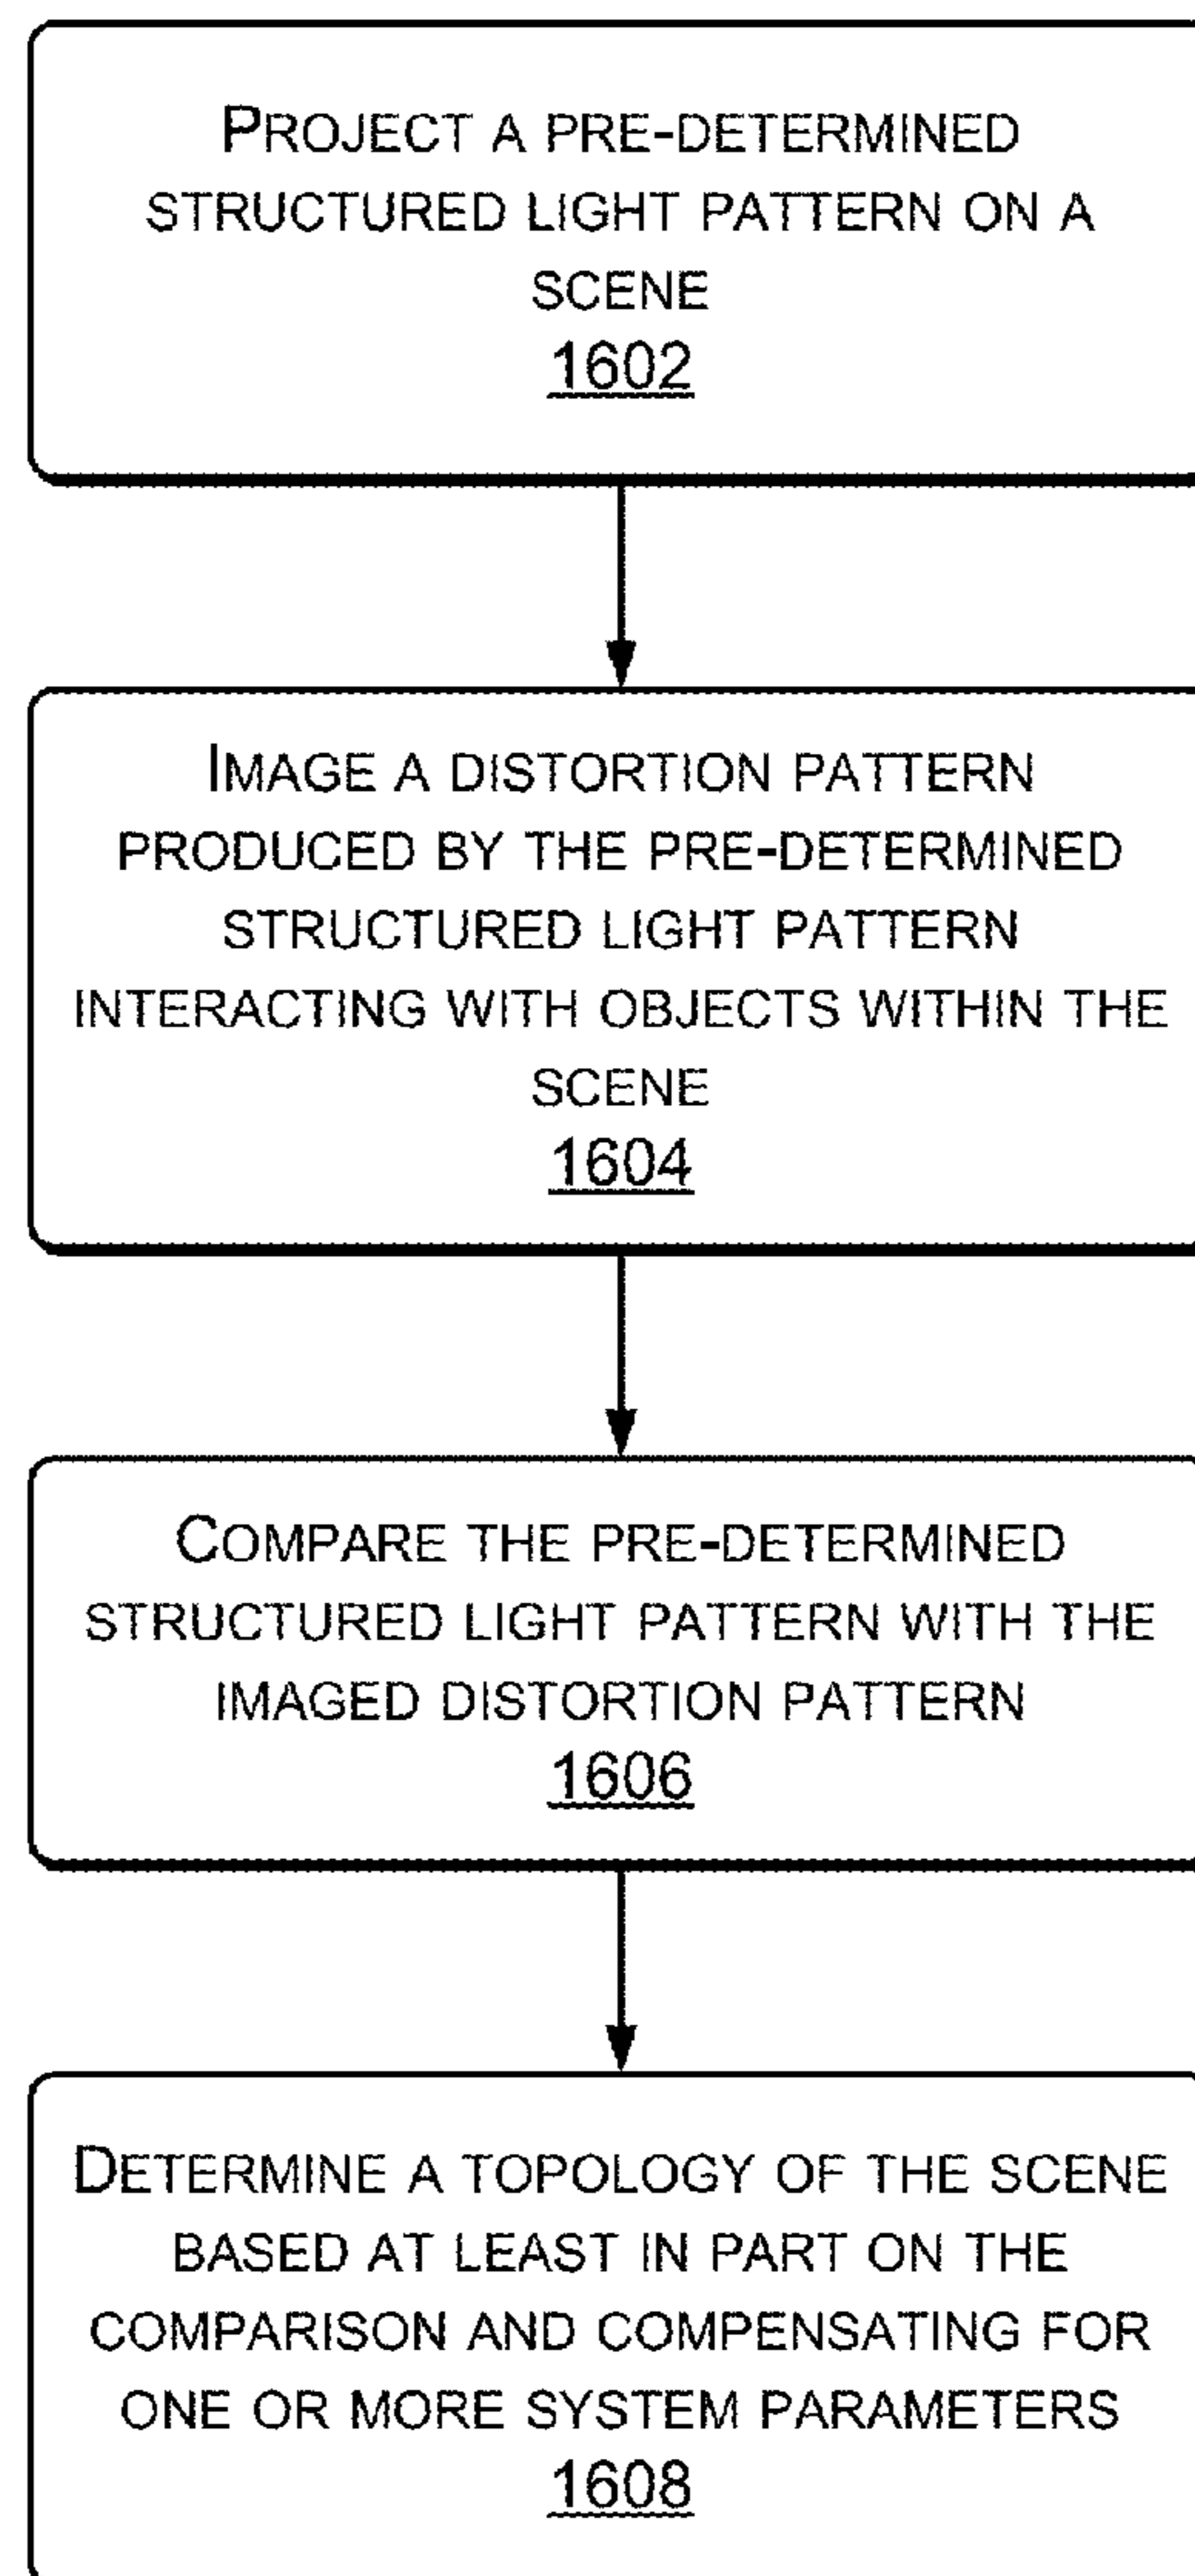 PROJECT A PRE-DETERMINED
STRUCTURED LIGHT PATTERN ON A
SCENE
1602
IMAGE A DISTORTION PATTERN
PRODUCED BY THE PRE-DETERMINED
STRUCTURED LIGHT PATTERN
INTERACTING WITH OBJECTS WITHIN THE
SCENE
1604
COMPARE THE PRE-DETERMINED
STRUCTURED LIGHT PATTERN WITH THE
IMAGED DISTORTION PATTERN
1606
DETERMINE A TOPOLOGY OF THE SCENE
BASED AT LEAST IN PART ON THE
COMPARISON AND COMPENSATING FOR
ONE OR MORE SYSTEM PARAMETERS
1608